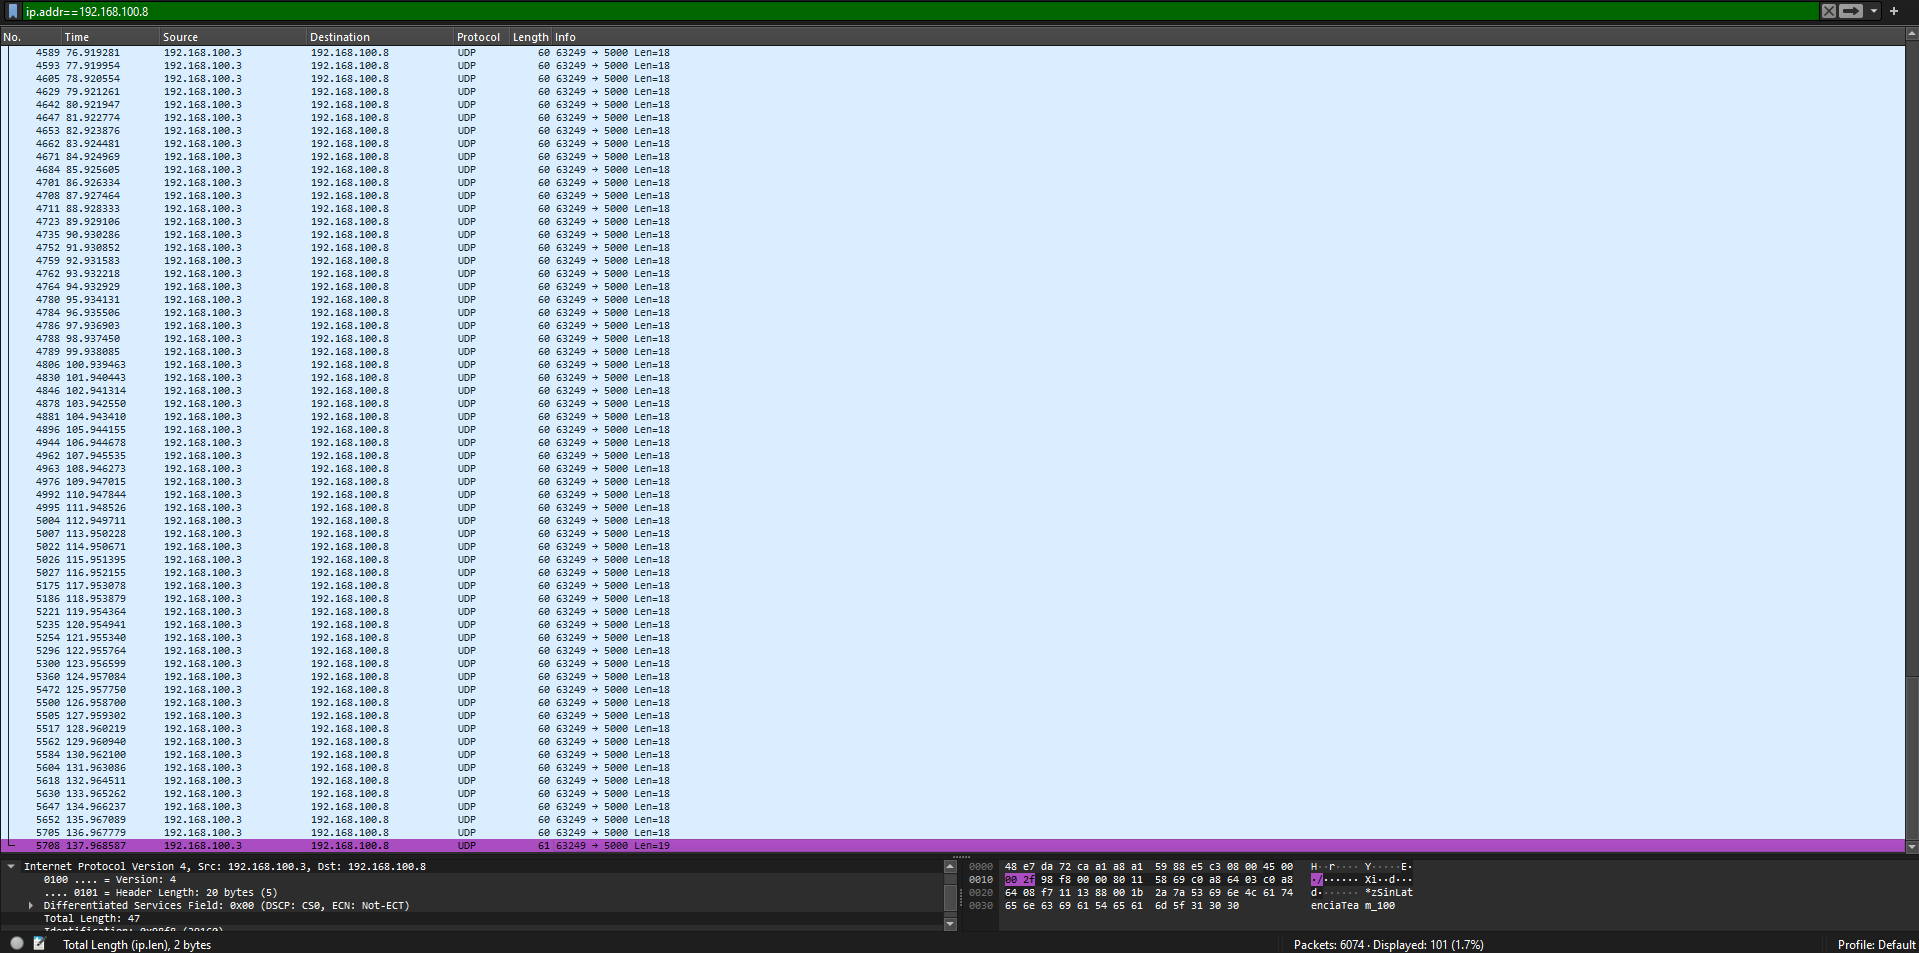 ip.addr==192.168.100.8
No. Time Source Destination Protocol Length Info
4589 76.919281 192.168.100.3 192.168.100.8 UDP 60 63249 → 5000 Len=18
4593 77.919954 192.168.100.3 192.168.100.8 UDP 60 63249 → 5000 Len=18
4605 78.920554 192.168.100.3 192.168.100.8 UDP 60 63249 → 5000 Len=18
4629 79.921261 192.168.100.3 192.168.100.8 UDP 60 63249 → 5000 Len=18
4642 80.921947 192.168.100.3 192.168.100.8 UDP 60 63249 → 5000 Len=18
4647 81.922774 192.168.100.3 192.168.100.8 UDP 60 63249 → 5000 Len=18
4653 82.923876 192.168.100.3 192.168.100.8 UDP 60 63249 → 5000 Len=18
4662 83.924481 192.168.100.3 192.168.100.8 UDP 60 63249 → 5000 Len=18
4671 84.924969 192.168.100.3 192.168.100.8 UDP 60 63249 → 5000 Len=18
4684 85.925605 192.168.100.3 192.168.100.8 UDP 60 63249 → 5000 Len=18
4701 86.926334 192.168.100.3 192.168.100.8 UDP 60 63249 → 5000 Len=18
4708 87.927464 192.168.100.3 192.168.100.8 UDP 60 63249 → 5000 Len=18
4711 88.928333 192.168.100.3 192.168.100.8 UDP 60 63249 → 5000 Len=18
4723 89.929106 192.168.100.3 192.168.100.8 UDP 60 63249 → 5000 Len=18
4735 90.930286 192.168.100.3 192.168.100.8 UDP 60 63249 → 5000 Len=18
4752 91.930852 192.168.100.3 192.168.100.8 UDP 60 63249 → 5000 Len=18
4759 92.931583 192.168.100.3 192.168.100.8 UDP 60 63249 → 5000 Len=18
4762 93.932218 192.168.100.3 192.168.100.8 UDP 60 63249 → 5000 Len=18
4764 94.932929 192.168.100.3 192.168.100.8 UDP 60 63249 → 5000 Len=18
4780 95.934131 192.168.100.3 192.168.100.8 UDP 60 63249 → 5000 Len=18
4784 96.935506 192.168.100.3 192.168.100.8 UDP 60 63249 → 5000 Len=18
4786 97.936903 192.168.100.3 192.168.100.8 UDP 60 63249 → 5000 Len=18
4788 98.937450 192.168.100.3 192.168.100.8 UDP 60 63249 → 5000 Len=18
4789 99.938085 192.168.100.3 192.168.100.8 UDP 60 63249 → 5000 Len=18
4806 100.939463 192.168.100.3 192.168.100.8 UDP 60 63249 → 5000 Len=18
4830 101.940443 192.168.100.3 192.168.100.8 UDP 60 63249 → 5000 Len=18
4846 102.941314 192.168.100.3 192.168.100.8 UDP 60 63249 → 5000 Len=18
4878 103.942550 192.168.100.3 192.168.100.8 UDP 60 63249 → 5000 Len=18
4881 104.943410 192.168.100.3 192.168.100.8 UDP 60 63249 → 5000 Len=18
4896 105.944155 192.168.100.3 192.168.100.8 UDP 60 63249 → 5000 Len=18
4944 106.944678 192.168.100.3 192.168.100.8 UDP 60 63249 → 5000 Len=18
4962 107.945535 192.168.100.3 192.168.100.8 UDP 60 63249 → 5000 Len=18
4963 108.946273 192.168.100.3 192.168.100.8 UDP 60 63249 → 5000 Len=18
4976 109.947015 192.168.100.3 192.168.100.8 UDP 60 63249 → 5000 Len=18
4992 110.947844 192.168.100.3 192.168.100.8 UDP 60 63249 → 5000 Len=18
4995 111.948526 192.168.100.3 192.168.100.8 UDP 60 63249 → 5000 Len=18
5004 112.949711 192.168.100.3 192.168.100.8 UDP 60 63249 → 5000 Len=18
5007 113.950228 192.168.100.3 192.168.100.8 UDP 60 63249 → 5000 Len=18
5022 114.950671 192.168.100.3 192.168.100.8 UDP 60 63249 → 5000 Len=18
5026 115.951395 192.168.100.3 192.168.100.8 UDP 60 63249 → 5000 Len=18
5027 116.952155 192.168.100.3 192.168.100.8 UDP 60 63249 → 5000 Len=18
5175 117.953078 192.168.100.3 192.168.100.8 UDP 60 63249 → 5000 Len=18
5186 118.953879 192.168.100.3 192.168.100.8 UDP 60 63249 → 5000 Len=18
5221 119.954364 192.168.100.3 192.168.100.8 UDP 60 63249 → 5000 Len=18
5235 120.954941 192.168.100.3 192.168.100.8 UDP 60 63249 → 5000 Len=18
5254 121.955340 192.168.100.3 192.168.100.8 UDP 60 63249 → 5000 Len=18
5296 122.955764 192.168.100.3 192.168.100.8 UDP 60 63249 → 5000 Len=18
5300 123.956599 192.168.100.3 192.168.100.8 UDP 60 63249 → 5000 Len=18
5360 124.957084 192.168.100.3 192.168.100.8 UDP 60 63249 → 5000 Len=18
5472 125.957750 192.168.100.3 192.168.100.8 UDP 60 63249 → 5000 Len=18
5500 126.958700 192.168.100.3 192.168.100.8 UDP 60 63249 → 5000 Len=18
5505 127.959302 192.168.100.3 192.168.100.8 UDP 60 63249 → 5000 Len=18
5517 128.960219 192.168.100.3 192.168.100.8 UDP 60 63249 → 5000 Len=18
5562 129.960940 192.168.100.3 192.168.100.8 UDP 60 63249 → 5000 Len=18
5584 130.962100 192.168.100.3 192.168.100.8 UDP 60 63249 → 5000 Len=18
5604 131.963086 192.168.100.3 192.168.100.8 UDP 60 63249 → 5000 Len=18
5618 132.964511 192.168.100.3 192.168.100.8 UDP 60 63249 → 5000 Len=18
5630 133.965262 192.168.100.3 192.168.100.8 UDP 60 63249 → 5000 Len=18
5647 134.966237 192.168.100.3 192.168.100.8 UDP 60 63249 → 5000 Len=18
5652 135.967089 192.168.100.3 192.168.100.8 UDP 60 63249 → 5000 Len=18
5705 136.967779 192.168.100.3 192.168.100.8 UDP 60 63249 → 5000 Len=18
5708 137.968587 192.168.100.3 192.168.100.8 UDP 61 63249 → 5000 Len=19
Internet Protocol Version 4, Src: 192.168.100.3, Dst: 192.168.100.8
0100 .... = Version: 4
.... 0101 = Header Length: 20 bytes (5)
Differentiated Services Field: 0x00 (DSCP: CS0, ECN: Not-ECT)
Total Length: 47
0000 48 e7 da 72 ca a1 a8 a1 59 88 e5 c3 08 00 45 00 H··r···· Y·····E·
0010 00 2f 98 f8 00 00 80 11 58 69 c0 a8 64 03 c0 a8 ·/······ Xi··d···
0020 64 08 f7 11 13 88 00 1b 2a 7a 53 69 6e 4c 61 74 d······· *zSinLat
0030 65 6e 63 69 61 54 65 61 6d 5f 31 30 30 enciaTea m_100
Total Length (ip.len), 2 bytes
Packets: 6074 · Displayed: 101 (1.7%)
Profile: Default